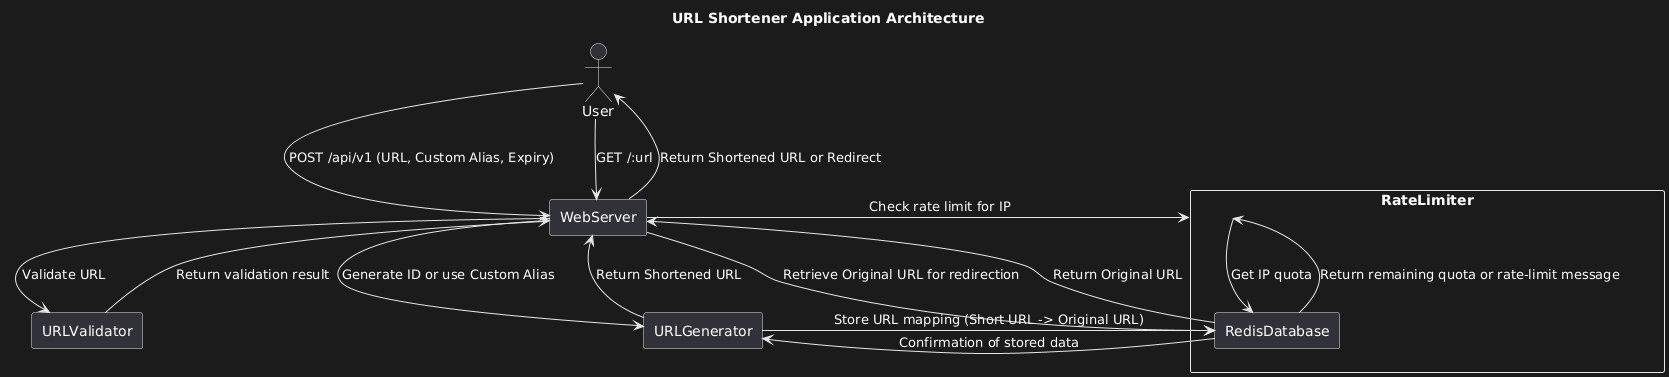 URL Shortener Application Architecture
User
POST /api/v1 (URL, Custom Alias, Expiry)
GET /:url
Return Shortened URL or Redirect
WebServer
Check rate limit for IP
RateLimiter
Validate URL
Return validation result
Generate ID or use Custom Alias
Return Shortened URL
Retrieve Original URL for redirection
Return Original URL
Get IP quota
Return remaining quota or rate-limit message
URLValidator
URLGenerator
Store URL mapping (Short URL -> Original URL)
Confirmation of stored data
RedisDatabase